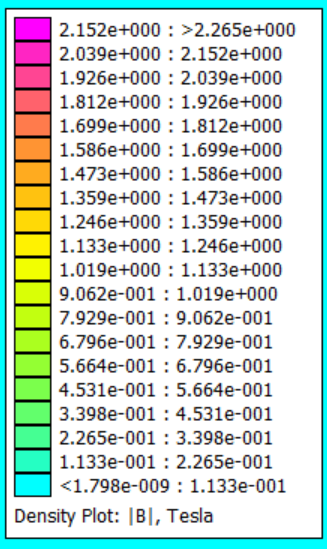 2.152e+000 : >2.265e+000
2.039e+000 : 2.152e+000
1.926e+000 : 2.039e+000
1.812e+000 : 1.926e+000
1.699e+000 : 1.812e+000
1.586e+000 : 1.699e+000
1.473e+000 : 1.586e+000
1.359e+000 : 1.473e+000
1.246e+000 : 1.359e+000
1.133e+000 : 1.246e+000
1.019e+000 : 1.133e+000
9.062e-001 : 1.019e+000
7.929e-001 : 9.062e-001
6.796e-001 : 7.929e-001
5.664e-001 : 6.796e-001
4.531e-001 : 5.664e-001
3.398e-001 : 4.531e-001
2.265e-001 : 3.398e-001
1.133e-001 : 2.265e-001
<1.798e-009 : 1.133e-001
Density Plot: |B|, Tesla